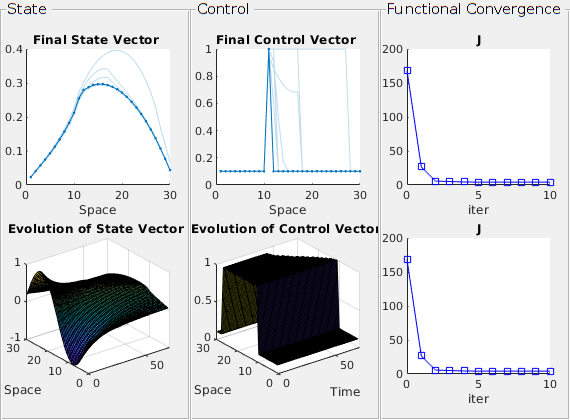 State
Control
Functional Convergence
Final State Vector
Final Control Vector
J
0.4
0.3
0.2
0.1
0
0 10 20 30
Space
1
0.8
0.6
0.4
0.2
0
0 10 20 30
Space
200
150
100
50
0
0 5 10
iter
Evolution of State Vector
Evolution of Control Vector
J
1
0
-1
30
20
10
0
0
50
Space
1
0.5
0
30
20
10
0
0
50
Space
Time
200
150
100
50
0
0 5 10
iter